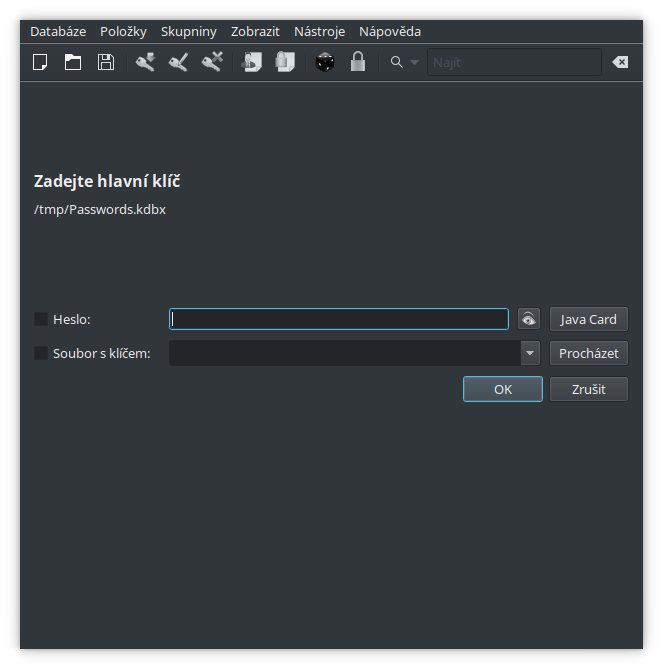 Databáze Položky Skupniny Zobrazit Nástroje Nápověda
Najít
Zadejte hlavní klíč
/tmp/Passwords.kdbx
Heslo: Java Card
Soubor s klíčem: Procházet
OK Zrušit